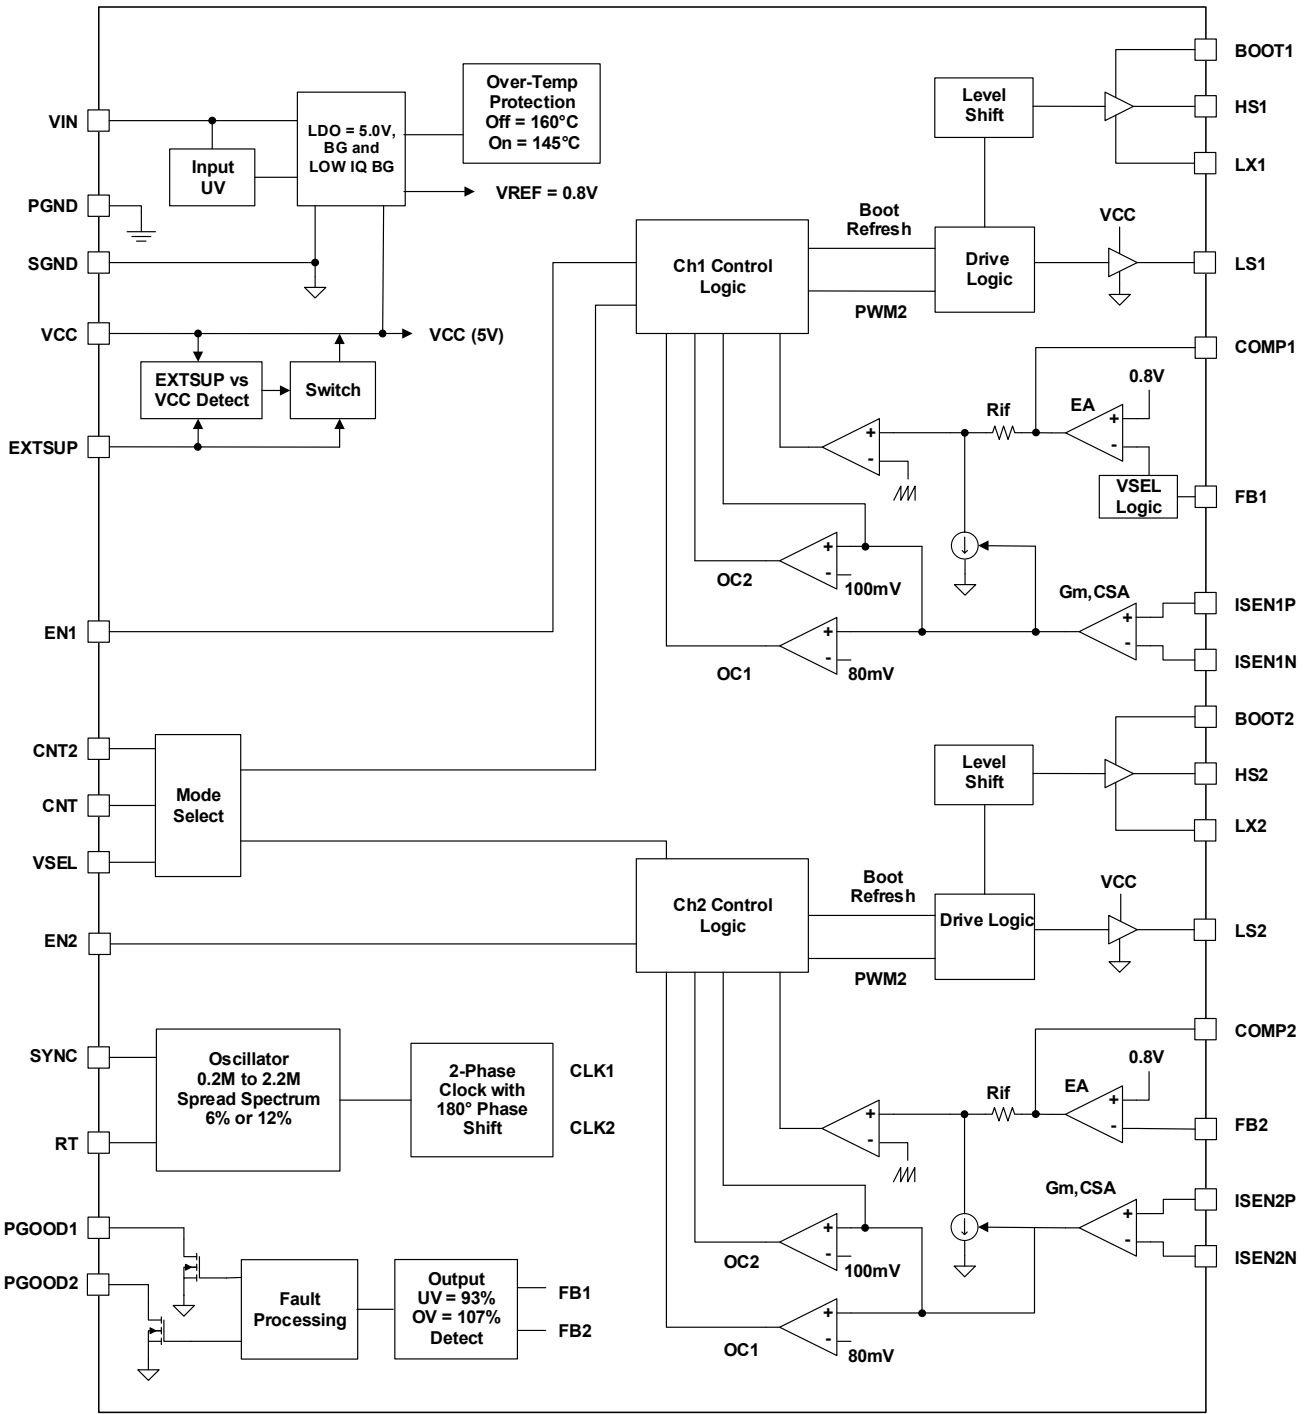 BOOT1
Over-Temp
Protection
Off = 160°C
On = 145°C
Level
Shift
HS1
VIN
LDO = 5.0V,
BG and
LOW IQ BG
Input
UV
LX1
VREF = 0.8V
PGND
Boot
Refresh
VCC
SGND
Ch1 Control
Logic
Drive
Logic
LS1
PWM2
VCC
VCC (5V)
COMP1
EXTSUP vs
VCC Detect
Switch
0.8V
EXTSUP
Rif
EA
+
-
+
-
VSEL
Logic
FB1
+
-
OC2
100mV
Gm,CSA
ISEN1P
EN1
+
-
+
-
ISEN1N
OC1
80mV
BOOT2
CNT2
Level
Shift
HS2
CNT
Mode
Select
LX2
VSEL
Boot
Refresh
VCC
Ch2 Control
Logic
Drive Logic
LS2
EN2
PWM2
COMP2
SYNC
Oscillator
0.2M to 2.2M
Spread Spectrum
6% or 12%
2-Phase
Clock with
180° Phase
Shift
CLK1
CLK2
0.8V
Rif
EA
+
-
+
-
FB2
RT
Gm,CSA
ISEN2P
+
-
ISEN2N
PGOOD1
+
-
OC2
100mV
PGOOD2
Fault
Processing
Output
UV = 93%
OV = 107%
Detect
FB1
FB2
+
-
OC1
80mV